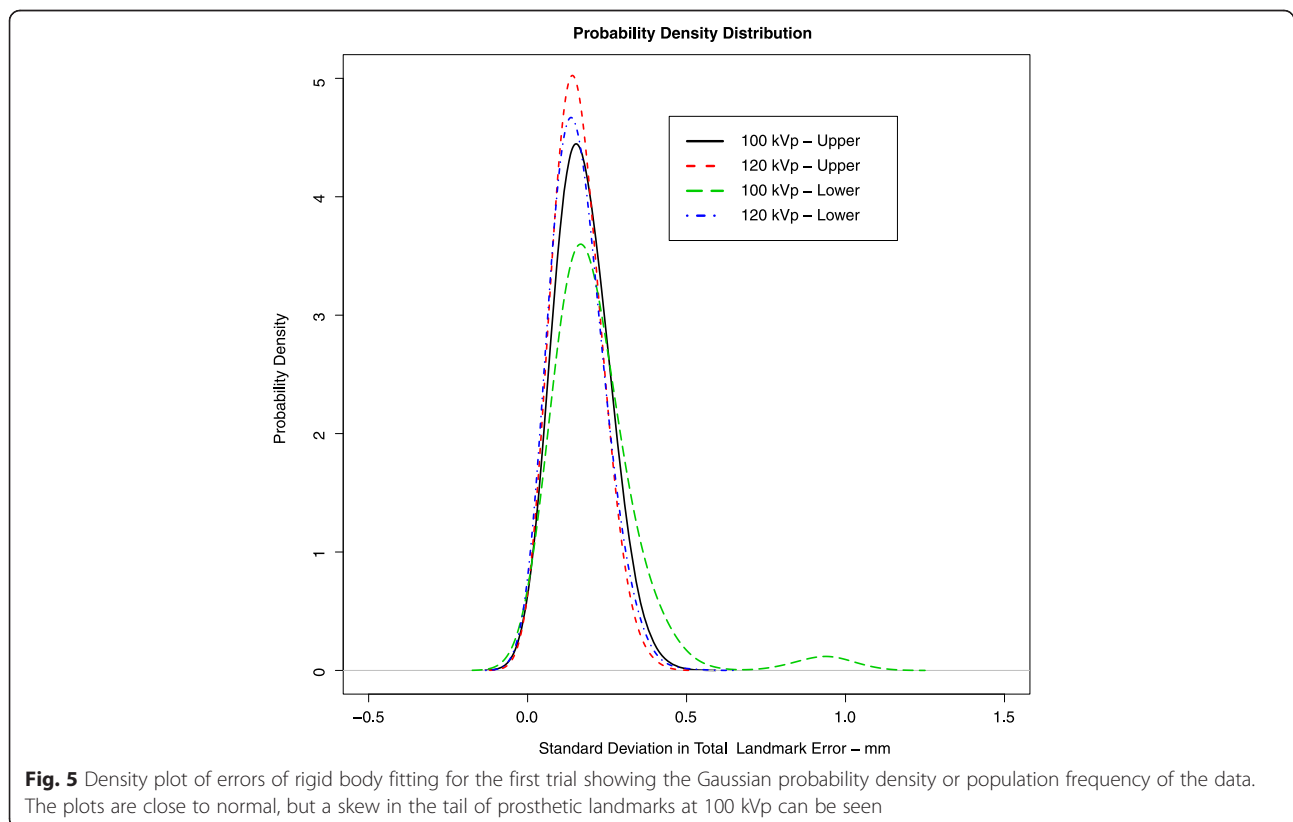 Probability Density Distribution
5
4
3
2
1
0
Probability Density
100 kVp – Upper
120 kVp – Upper
100 kVp – Lower
120 kVp – Lower
−0.5
0.0
0.5
1.0
1.5
Standard Deviation in Total Landmark Error – mm
Fig. 5 Density plot of errors of rigid body fitting for the first trial showing the Gaussian probability density or population frequency of the data.
The plots are close to normal, but a skew in the tail of prosthetic landmarks at 100 kVp can be seen